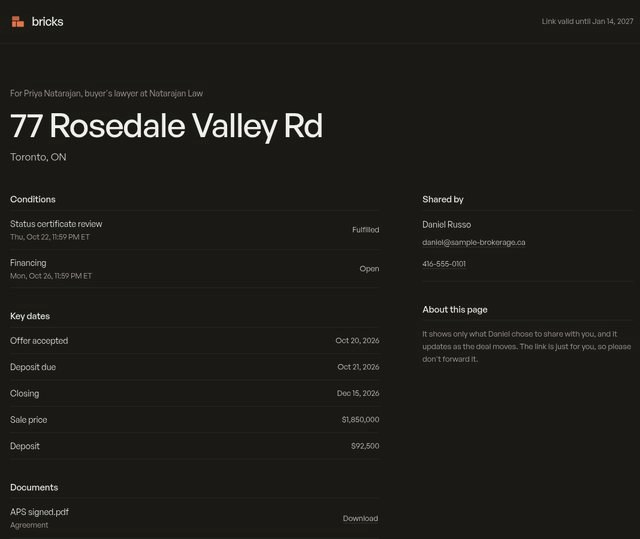 bricks
Link valid until Jan 14, 2027
For Priya Natarajan, buyer's lawyer at Natarajan Law
77 Rosedale Valley Rd
Toronto, ON
Conditions
Status certificate review
Thu, Oct 22, 11:59 PM ET
Fulfilled
Financing
Mon, Oct 26, 11:59 PM ET
Open
Key dates
Offer accepted
Oct 20, 2026
Deposit due
Oct 21, 2026
Closing
Dec 15, 2026
Sale price
$1,850,000
Deposit
$92,500
Documents
APS signed.pdf
Agreement
Download
Shared by
Daniel Russo
daniel@sample-brokerage.ca
416-555-0101
About this page
It shows only what Daniel chose to share with you, and it
updates as the deal moves. The link is just for you, so please
don't forward it.